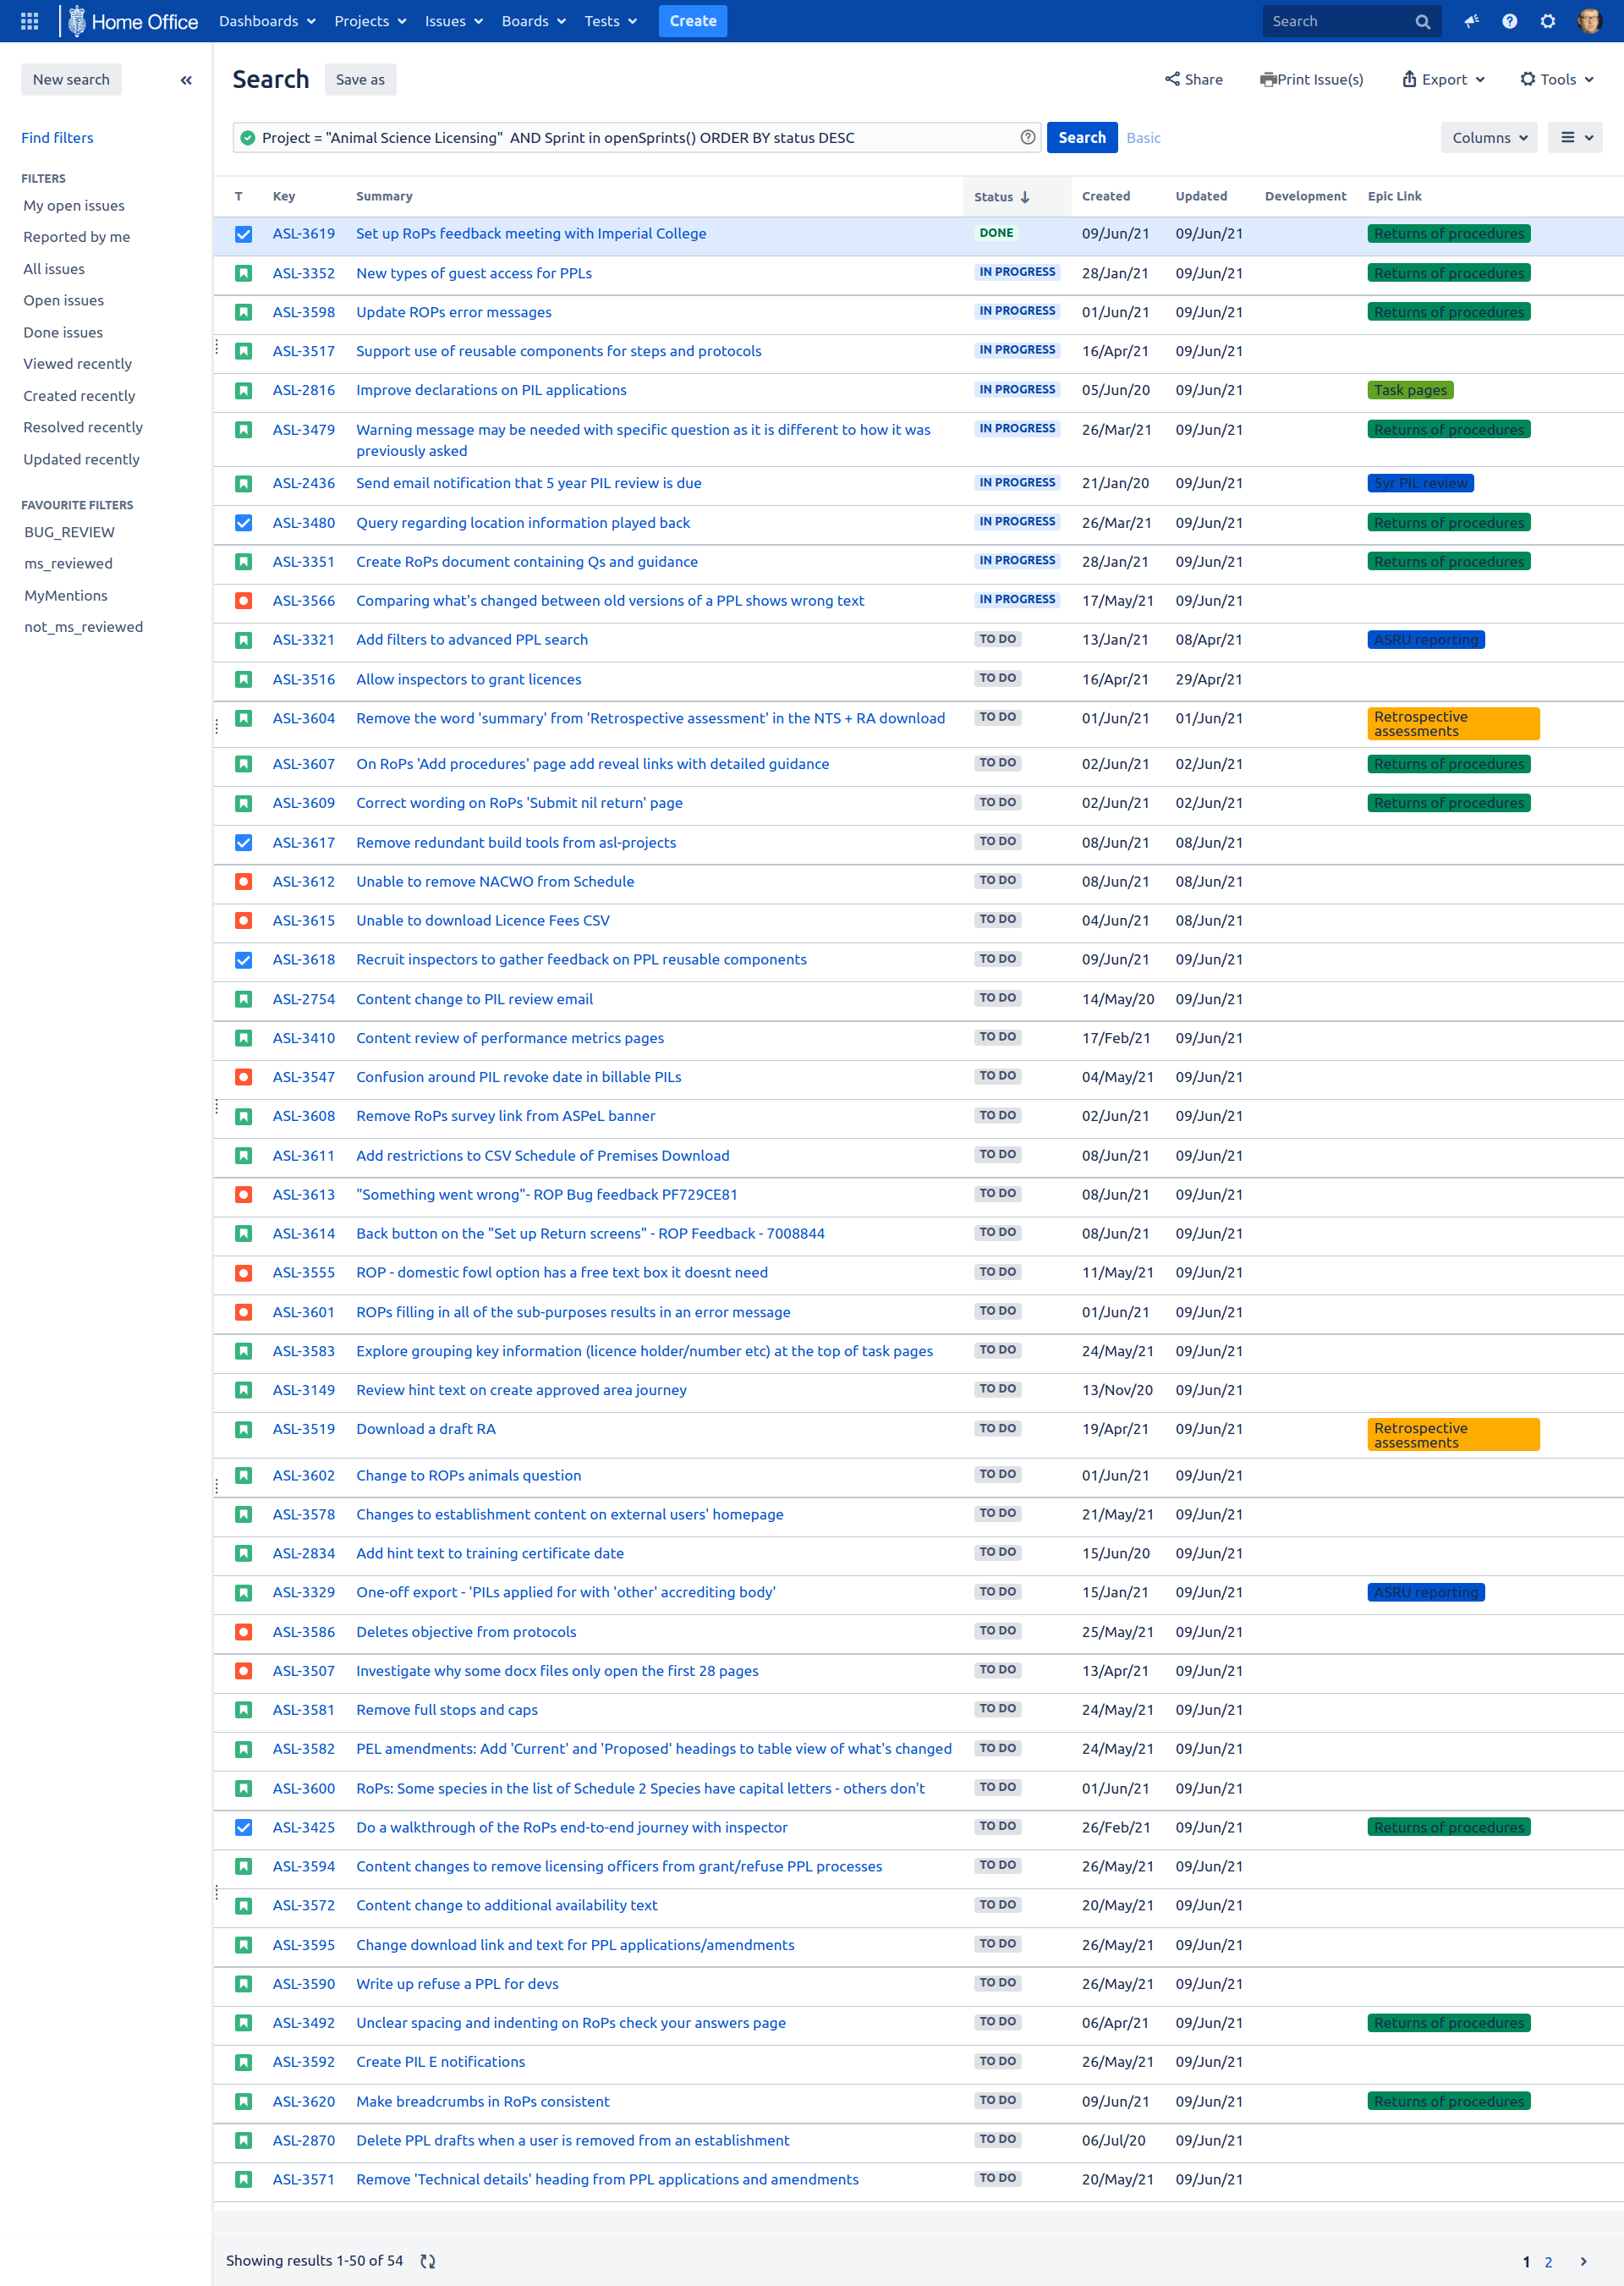 Home Office Dashboards Projects Issues Boards Tests Create Search
New search
Search Save as Share Print Issue(s) Export Tools
Find filters
Project = "Animal Science Licensing" AND Sprint in openSprints() ORDER BY status DESC Search Basic Columns
FILTERS
My open issues
Reported by me
All issues
Open issues
Done issues
Viewed recently
Created recently
Resolved recently
Updated recently
FAVOURITE FILTERS
BUG_REVIEW
ms_reviewed
MyMentions
not_ms_reviewed
T Key Summary Status Created Updated Development Epic Link
ASL-3619 Set up RoPs feedback meeting with Imperial College DONE 09/Jun/21 09/Jun/21 Returns of procedures
ASL-3352 New types of guest access for PPLs IN PROGRESS 28/Jan/21 09/Jun/21 Returns of procedures
ASL-3598 Update ROPs error messages IN PROGRESS 01/Jun/21 09/Jun/21 Returns of procedures
ASL-3517 Support use of reusable components for steps and protocols IN PROGRESS 16/Apr/21 09/Jun/21
ASL-2816 Improve declarations on PIL applications IN PROGRESS 05/Jun/20 09/Jun/21 Task pages
ASL-3479 Warning message may be needed with specific question as it is different to how it was IN PROGRESS 26/Mar/21 09/Jun/21 Returns of procedures
previously asked
ASL-2436 Send email notification that 5 year PIL review is due IN PROGRESS 21/Jan/20 09/Jun/21 5yr PIL review
ASL-3480 Query regarding location information played back IN PROGRESS 26/Mar/21 09/Jun/21 Returns of procedures
ASL-3351 Create RoPs document containing Qs and guidance IN PROGRESS 28/Jan/21 09/Jun/21 Returns of procedures
ASL-3566 Comparing what's changed between old versions of a PPL shows wrong text IN PROGRESS 17/May/21 09/Jun/21
ASL-3321 Add filters to advanced PPL search TO DO 13/Jan/21 08/Apr/21 ASRU reporting
ASL-3516 Allow inspectors to grant licences TO DO 16/Apr/21 29/Apr/21
ASL-3604 Remove the word 'summary' from 'Retrospective assessment' in the NTS + RA download TO DO 01/Jun/21 01/Jun/21 Retrospective
assessments
ASL-3607 On RoPs 'Add procedures' page add reveal links with detailed guidance TO DO 02/Jun/21 02/Jun/21 Returns of procedures
ASL-3609 Correct wording on RoPs 'Submit nil return' page TO DO 02/Jun/21 02/Jun/21 Returns of procedures
ASL-3617 Remove redundant build tools from asl-projects TO DO 08/Jun/21 08/Jun/21
ASL-3612 Unable to remove NACWO from Schedule TO DO 08/Jun/21 08/Jun/21
ASL-3615 Unable to download Licence Fees CSV TO DO 04/Jun/21 08/Jun/21
ASL-3618 Recruit inspectors to gather feedback on PPL reusable components TO DO 09/Jun/21 09/Jun/21
ASL-2754 Content change to PIL review email TO DO 14/May/20 09/Jun/21
ASL-3410 Content review of performance metrics pages TO DO 17/Feb/21 09/Jun/21
ASL-3547 Confusion around PIL revoke date in billable PILs TO DO 04/May/21 09/Jun/21
ASL-3608 Remove RoPs survey link from ASPeL banner TO DO 02/Jun/21 09/Jun/21
ASL-3611 Add restrictions to CSV Schedule of Premises Download TO DO 08/Jun/21 09/Jun/21
ASL-3613 "Something went wrong"- ROP Bug feedback PF729CE81 TO DO 08/Jun/21 09/Jun/21
ASL-3614 Back button on the "Set up Return screens" - ROP Feedback - 7008844 TO DO 08/Jun/21 09/Jun/21
ASL-3555 ROP - domestic fowl option has a free text box it doesnt need TO DO 11/May/21 09/Jun/21
ASL-3601 ROPs filling in all of the sub-purposes results in an error message TO DO 01/Jun/21 09/Jun/21
ASL-3583 Explore grouping key information (licence holder/number etc) at the top of task pages TO DO 24/May/21 09/Jun/21
ASL-3149 Review hint text on create approved area journey TO DO 13/Nov/20 09/Jun/21
ASL-3519 Download a draft RA TO DO 19/Apr/21 09/Jun/21 Retrospective
assessments
ASL-3602 Change to ROPs animals question TO DO 01/Jun/21 09/Jun/21
ASL-3578 Changes to establishment content on external users' homepage TO DO 21/May/21 09/Jun/21
ASL-2834 Add hint text to training certificate date TO DO 15/Jun/20 09/Jun/21
ASL-3329 One-off export - 'PILs applied for with 'other' accrediting body' TO DO 15/Jan/21 09/Jun/21 ASRU reporting
ASL-3586 Deletes objective from protocols TO DO 25/May/21 09/Jun/21
ASL-3507 Investigate why some docx files only open the first 28 pages TO DO 13/Apr/21 09/Jun/21
ASL-3581 Remove full stops and caps TO DO 24/May/21 09/Jun/21
ASL-3582 PEL amendments: Add 'Current' and 'Proposed' headings to table view of what's changed TO DO 24/May/21 09/Jun/21
ASL-3600 RoPs: Some species in the list of Schedule 2 Species have capital letters - others don't TO DO 01/Jun/21 09/Jun/21
ASL-3425 Do a walkthrough of the RoPs end-to-end journey with inspector TO DO 26/Feb/21 09/Jun/21 Returns of procedures
ASL-3594 Content changes to remove licensing officers from grant/refuse PPL processes TO DO 26/May/21 09/Jun/21
ASL-3572 Content change to additional availability text TO DO 20/May/21 09/Jun/21
ASL-3595 Change download link and text for PPL applications/amendments TO DO 26/May/21 09/Jun/21
ASL-3590 Write up refuse a PPL for devs TO DO 26/May/21 09/Jun/21
ASL-3492 Unclear spacing and indenting on RoPs check your answers page TO DO 06/Apr/21 09/Jun/21 Returns of procedures
ASL-3592 Create PIL E notifications TO DO 26/May/21 09/Jun/21
ASL-3620 Make breadcrumbs in RoPs consistent TO DO 09/Jun/21 09/Jun/21 Returns of procedures
ASL-2870 Delete PPL drafts when a user is removed from an establishment TO DO 06/Jul/20 09/Jun/21
ASL-3571 Remove 'Technical details' heading from PPL applications and amendments TO DO 20/May/21 09/Jun/21
Showing results 1-50 of 54 1 2